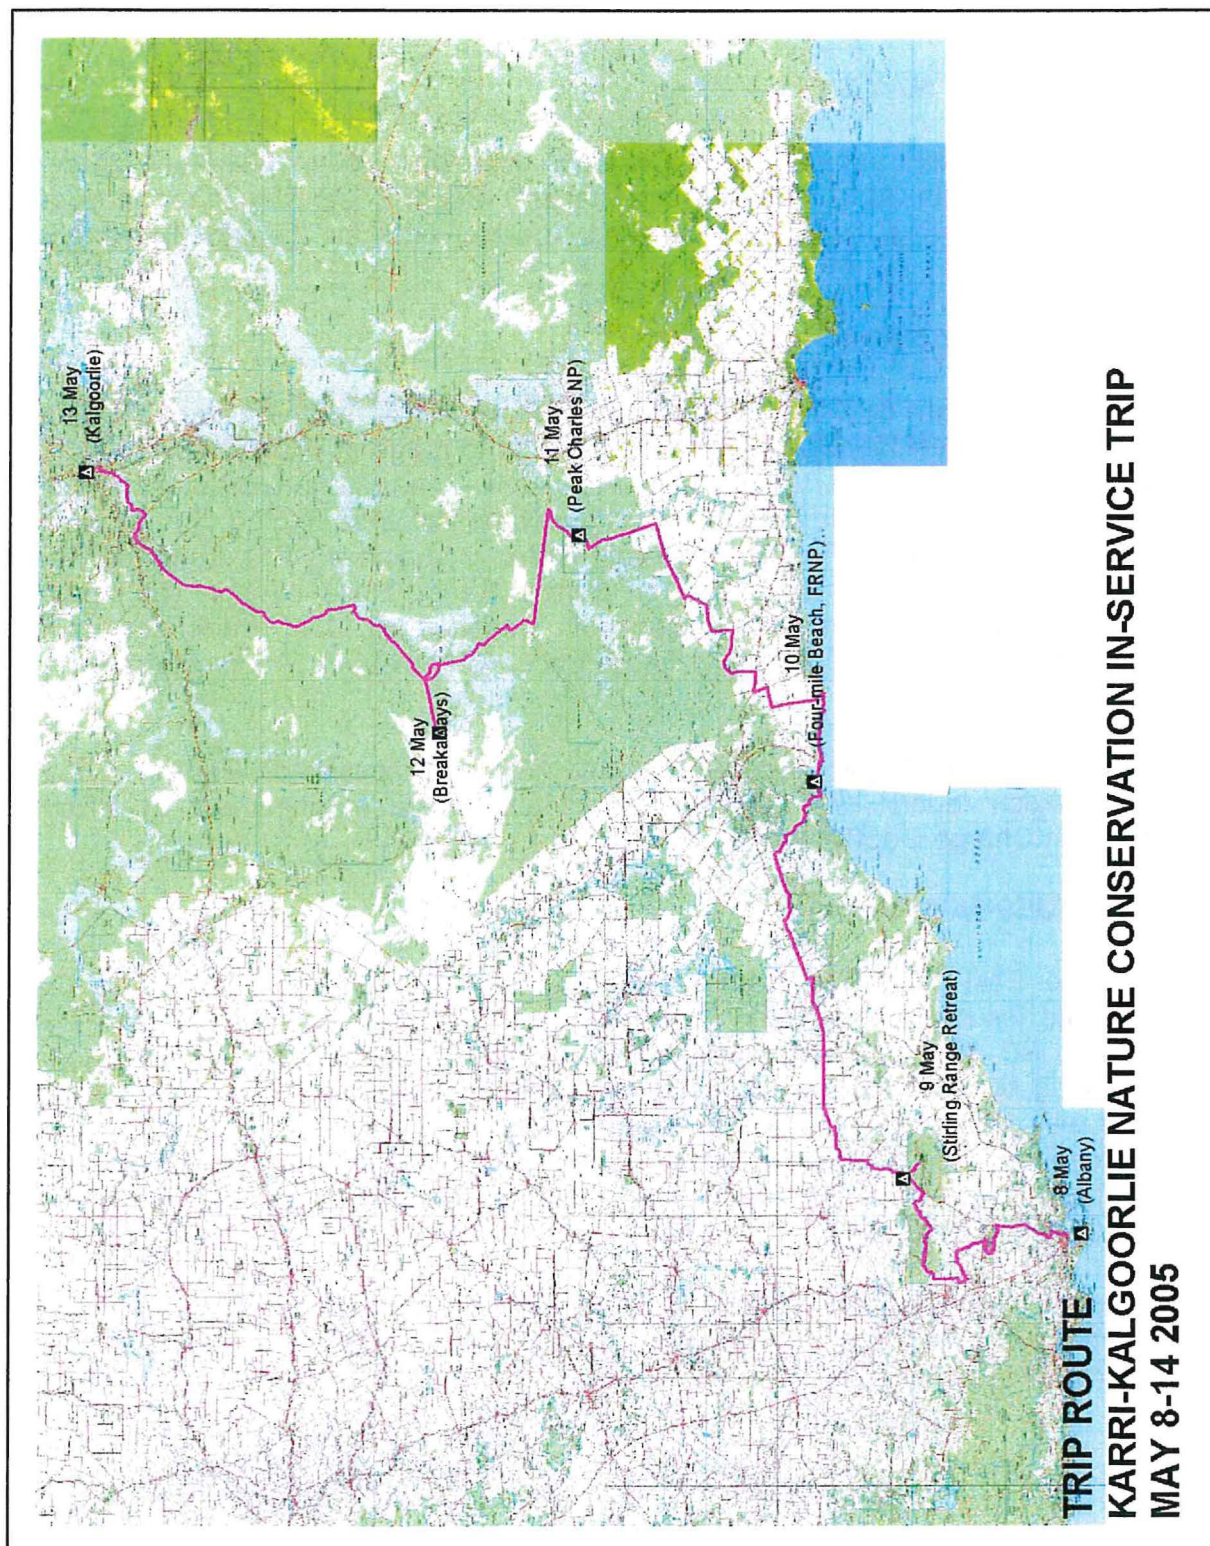 13 May
(Kalgoorlie)
11 May
(Peak Charles NP)
12 May
(Breakaways)
10 May
(Four-mile Beach, FRNP)
9 May
(Stirling Range Retreat)
8 May
(Albany)
TRIP ROUTE
KARRI-KALGOORLIE NATURE CONSERVATION IN-SERVICE TRIP
MAY 8-14 2005